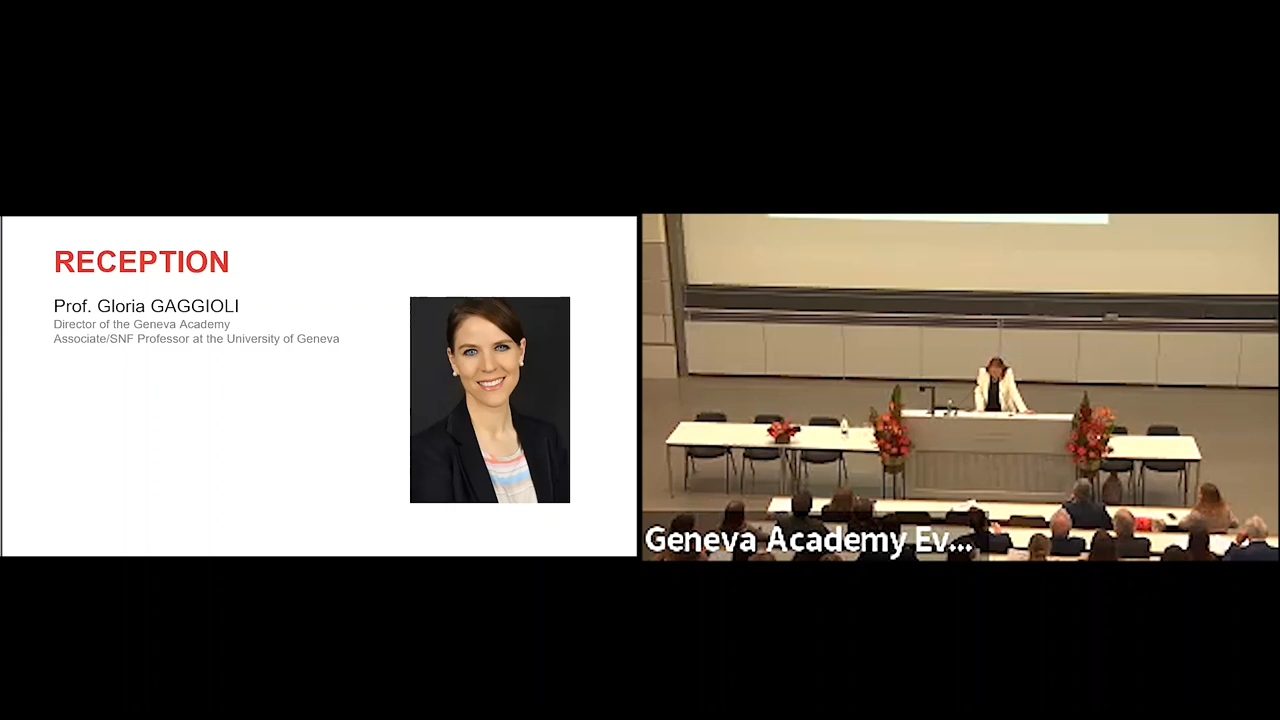 RECEPTION
Prof. Gloria GAGGIOLI
Director of the Geneva Academy
Associate/SNF Professor at the University of Geneva
Geneva Academy Ev...